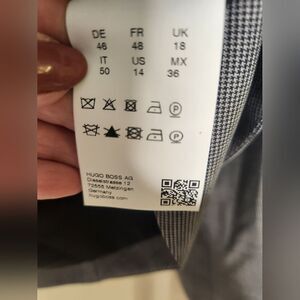 DE FR UK
46 48 18
IT US MX
50 14 36
P
P
HUGO BOSS AG
Dieselstrasse 12
72555 Metzingen
Germany
hugoboss.com